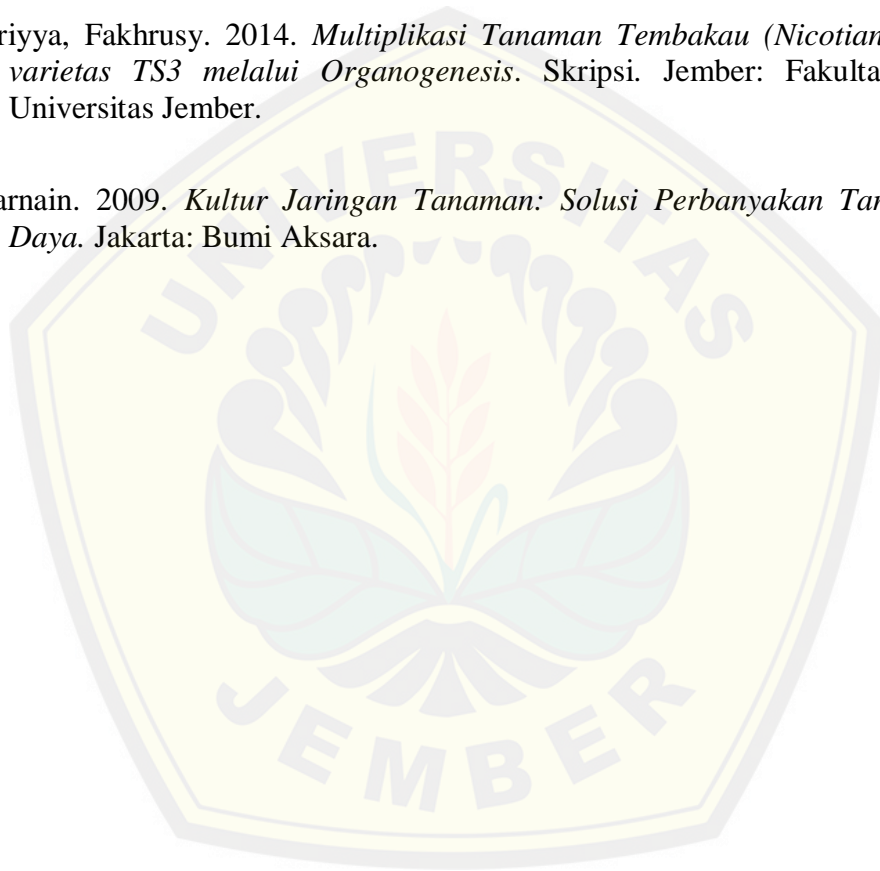 riyya, Fakhrusy. 2014. Multiplikasi Tanaman Tembakau (Nicotian
varietas TS3 melalui Organogenesis. Skripsi. Jember: Fakulta
Universitas Jember.
arnain. 2009. Kultur Jaringan Tanaman: Solusi Perbanyakan Tan
Daya. Jakarta: Bumi Aksara.
UNIVERSITAS
JEMBER